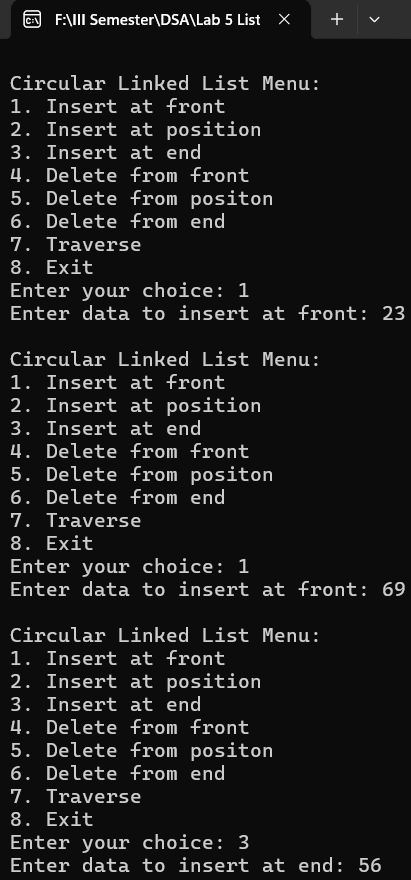 F:\III Semester\DSA\Lab 5 List
Circular Linked List Menu:
1. Insert at front
2. Insert at position
3. Insert at end
4. Delete from front
5. Delete from positon
6. Delete from end
7. Traverse
8. Exit
Enter your choice: 1
Enter data to insert at front: 23
Circular Linked List Menu:
1. Insert at front
2. Insert at position
3. Insert at end
4. Delete from front
5. Delete from positon
6. Delete from end
7. Traverse
8. Exit
Enter your choice: 1
Enter data to insert at front: 69
Circular Linked List Menu:
1. Insert at front
2. Insert at position
3. Insert at end
4. Delete from front
5. Delete from positon
6. Delete from end
7. Traverse
8. Exit
Enter your choice: 3
Enter data to insert at end: 56